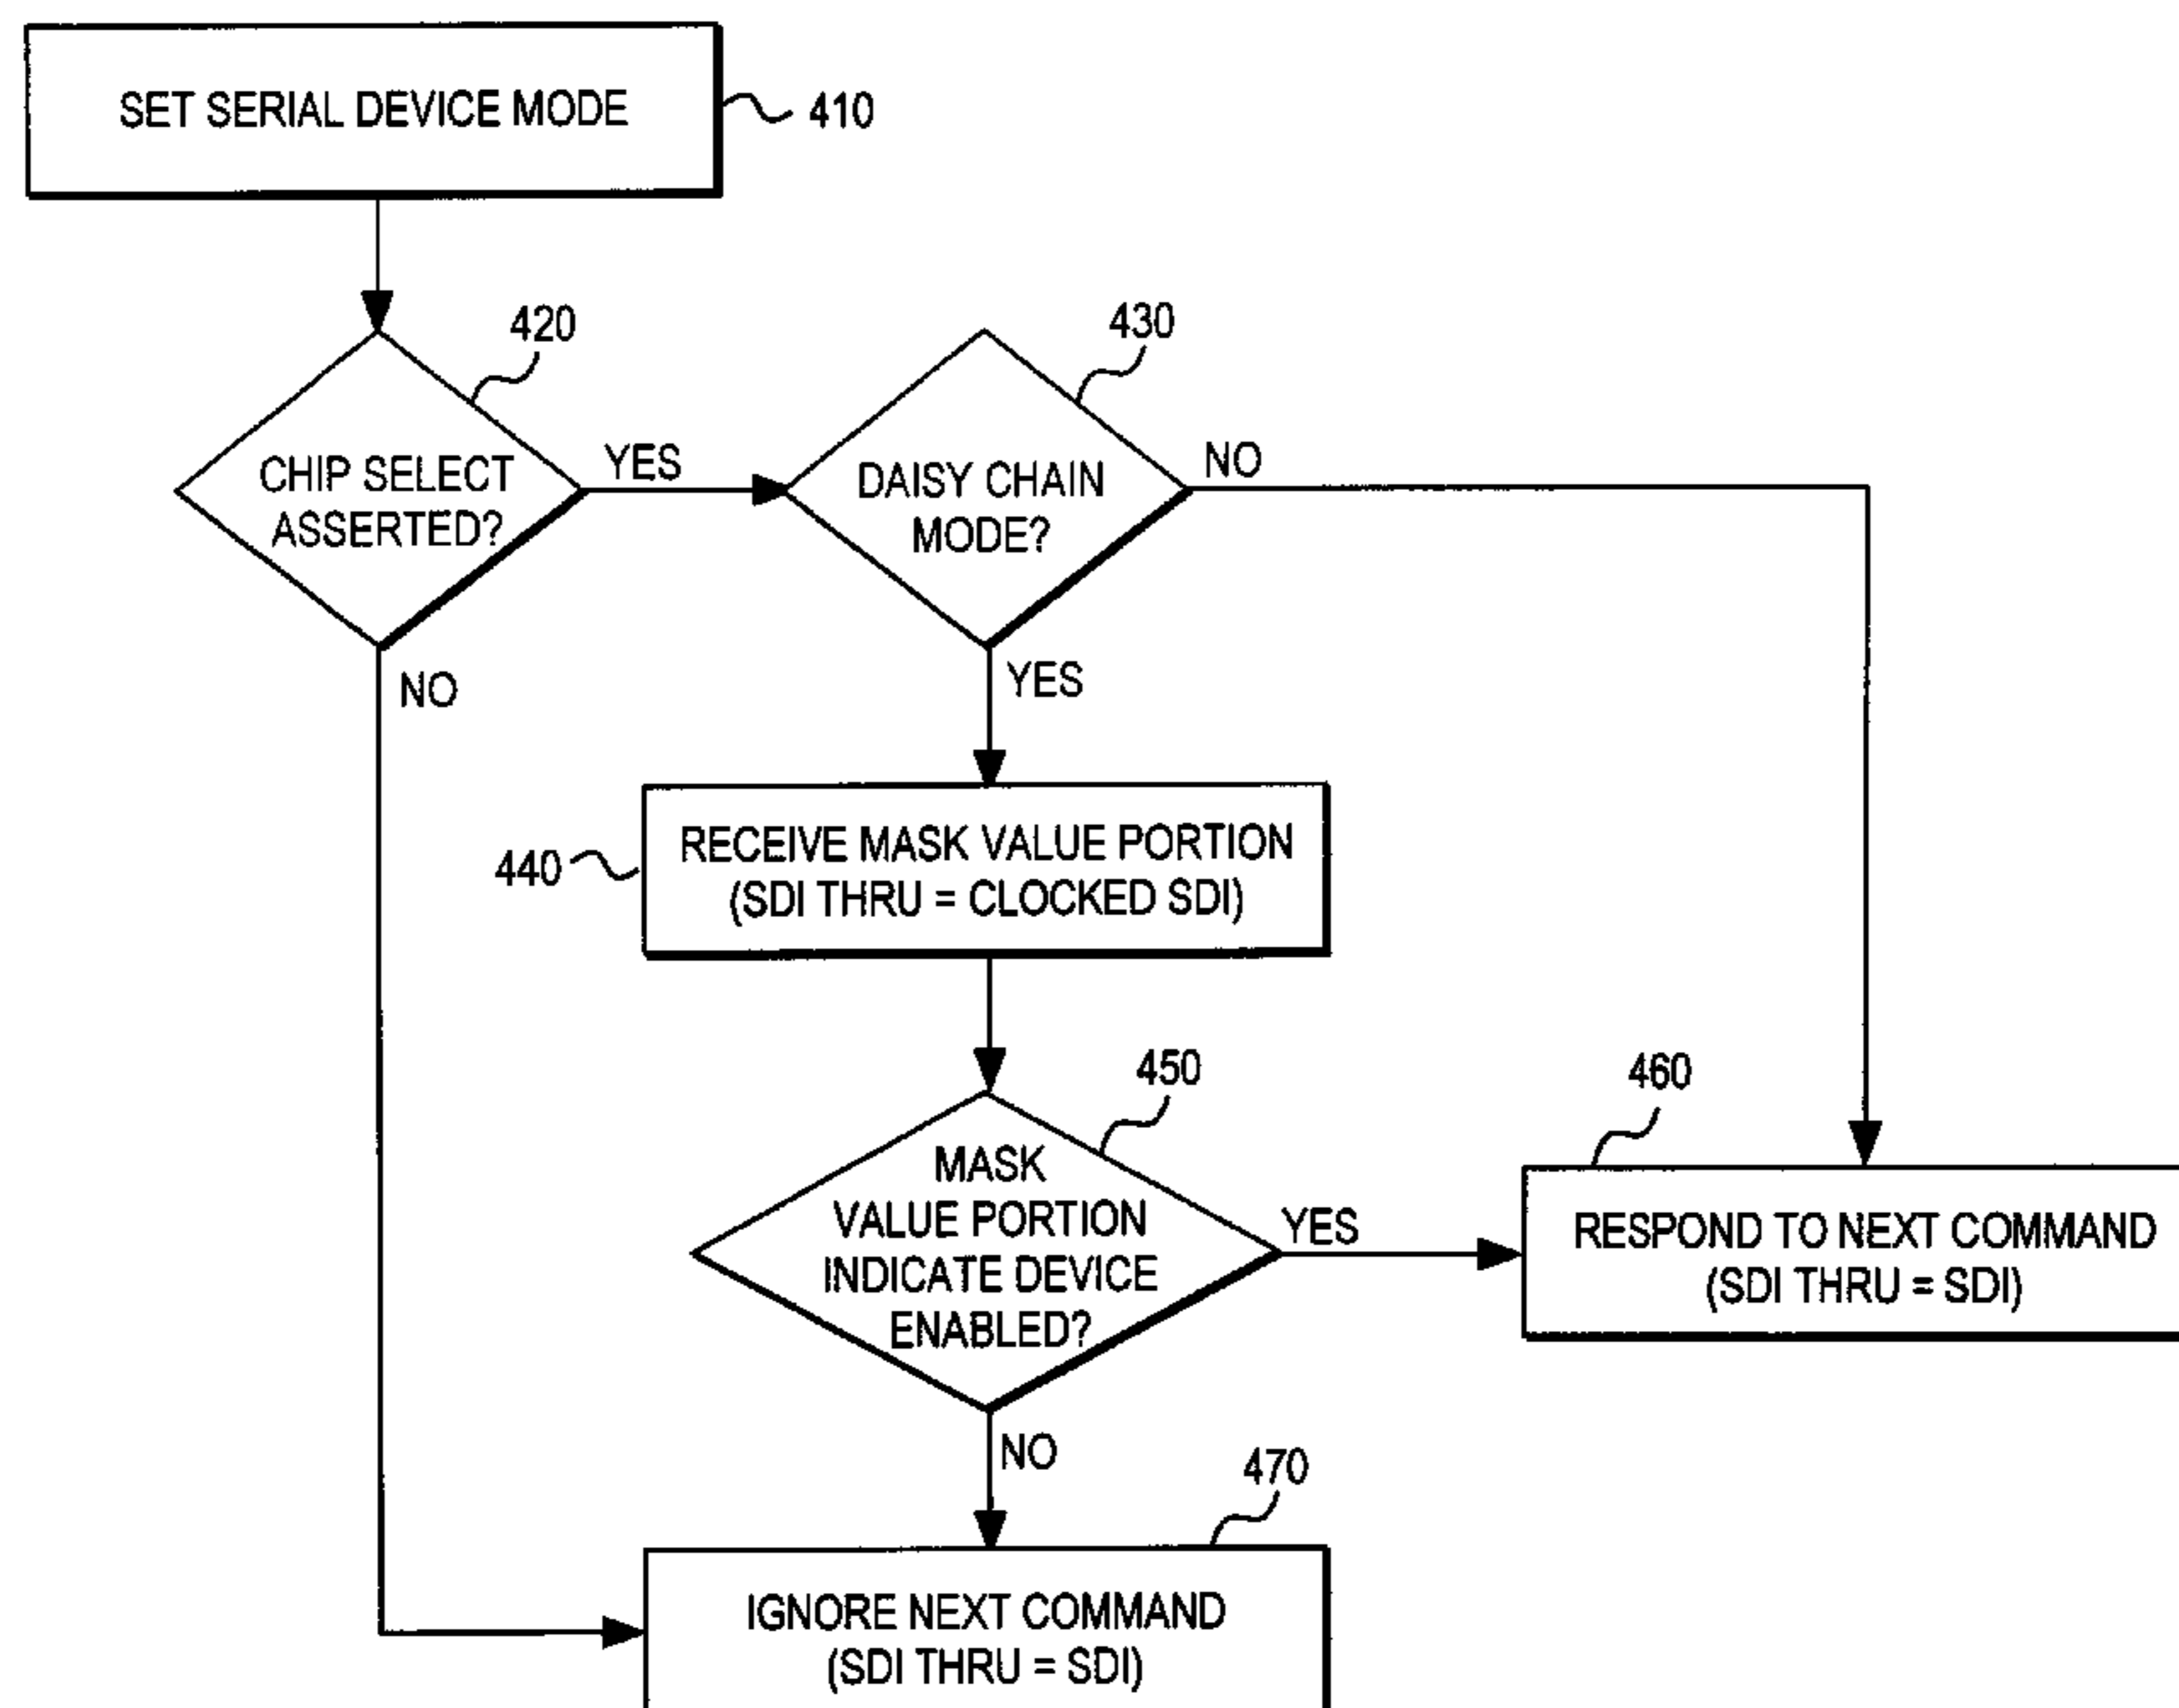 SET SERIAL DEVICE MODE
410
420
430
CHIP SELECT
ASSERTED?
YES
DAISY CHAIN
MODE?
NO
NO
YES
440
RECEIVE MASK VALUE PORTION
(SDI THRU = CLOCKED SDI)
450
460
MASK
VALUE PORTION
INDICATE DEVICE
ENABLED?
YES
RESPOND TO NEXT COMMAND
(SDI THRU = SDI)
NO
470
IGNORE NEXT COMMAND
(SDI THRU = SDI)